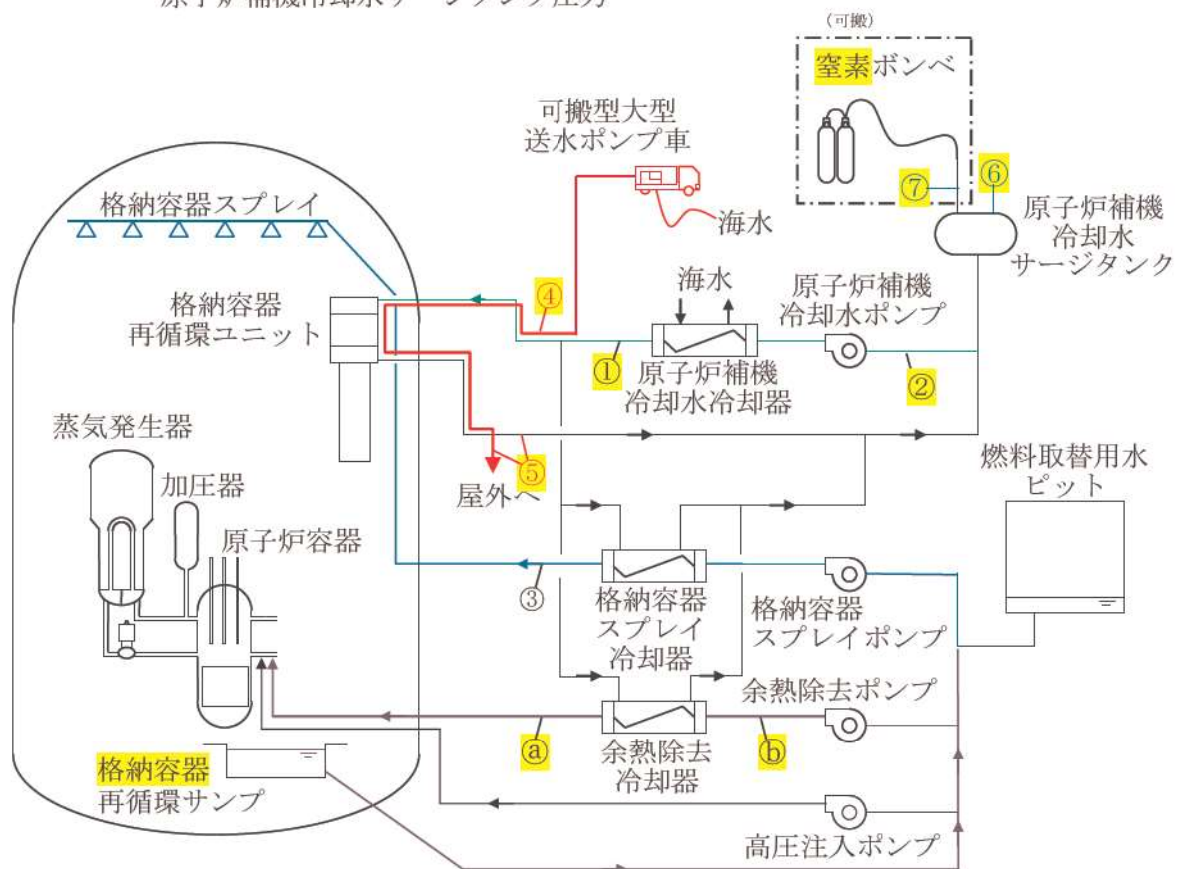 原子炉補機冷却水サージタンク圧力
（可搬）
窒素ボンベ
可搬型大型
送水ポンプ車
⑦
⑥
格納容器スプレイ
海水
原子炉補機
冷却水
サージタンク
格納容器
再循環ユニット
④
海水
原子炉補機
冷却水ポンプ
①
原子炉補機
冷却水冷却器
②
蒸気発生器
加圧器
⑤
屋外へ
燃料取替用水
ピット
原子炉容器
③
格納容器
スプレイ
冷却器
格納容器
スプレイポンプ
余熱除去ポンプ
ⓐ
ⓑ
余熱除去
冷却器
格納容器
再循環サンプ
高圧注入ポンプ